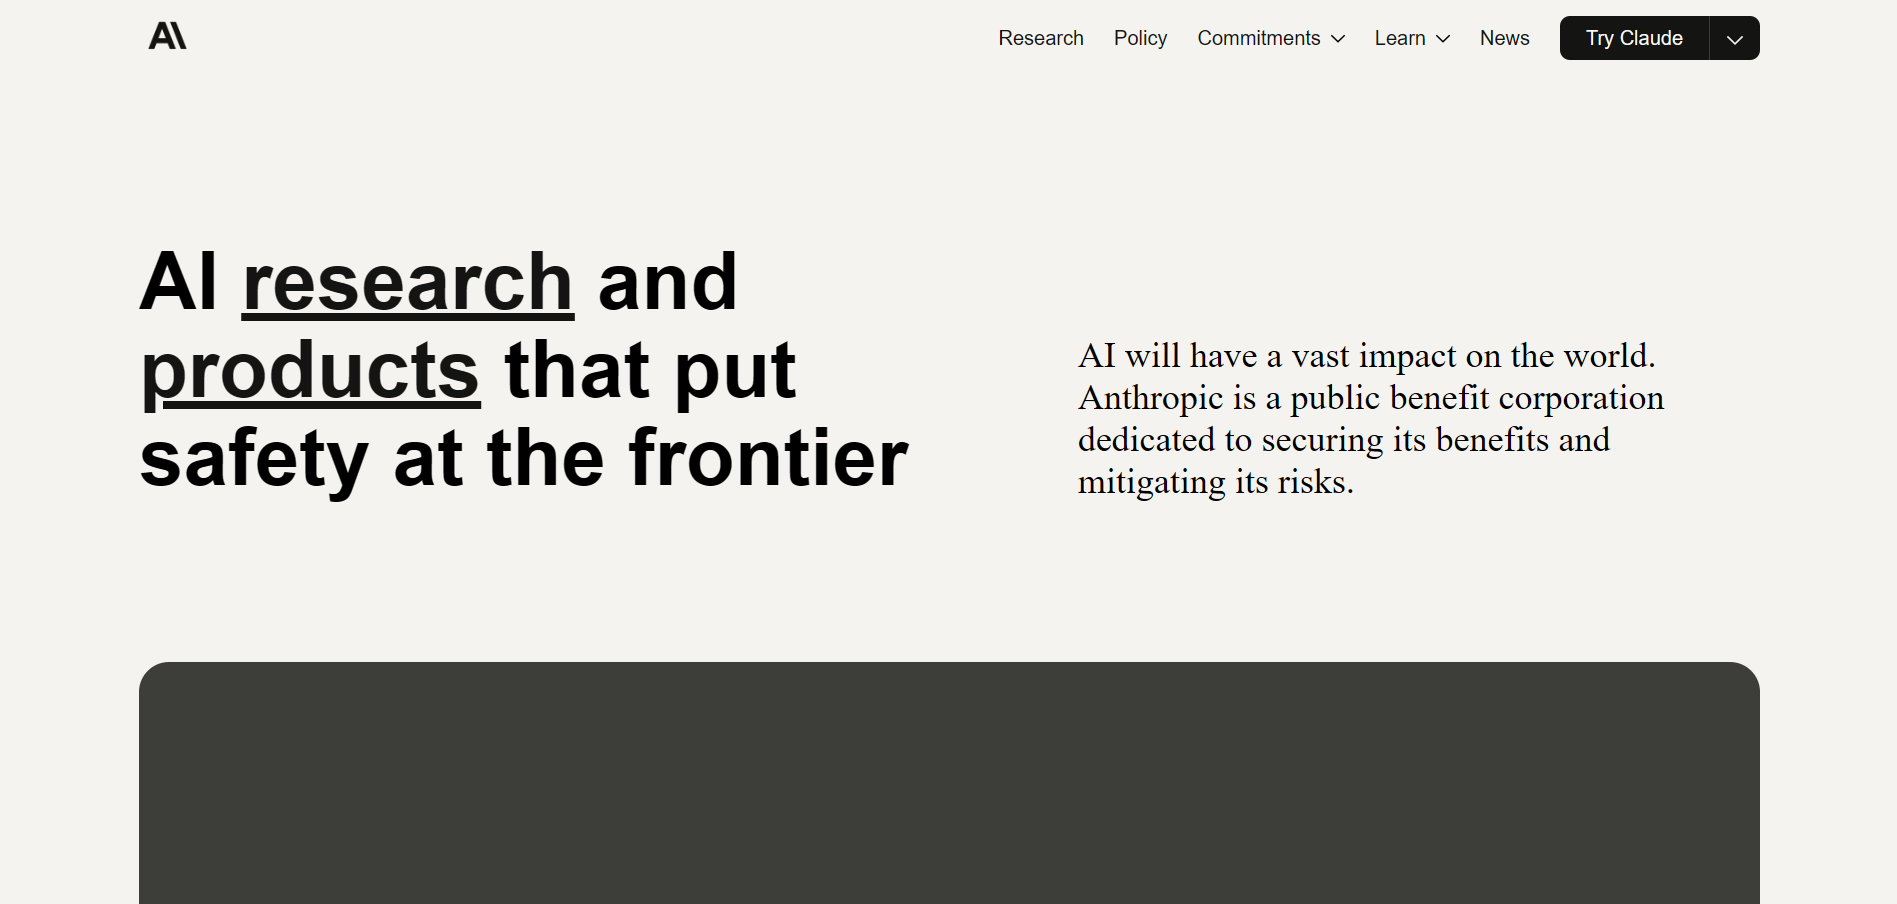 Research Policy Commitments Learn News Try Claude
AI research and
products that put
safety at the frontier
AI will have a vast impact on the world.
Anthropic is a public benefit corporation
dedicated to securing its benefits and
mitigating its risks.